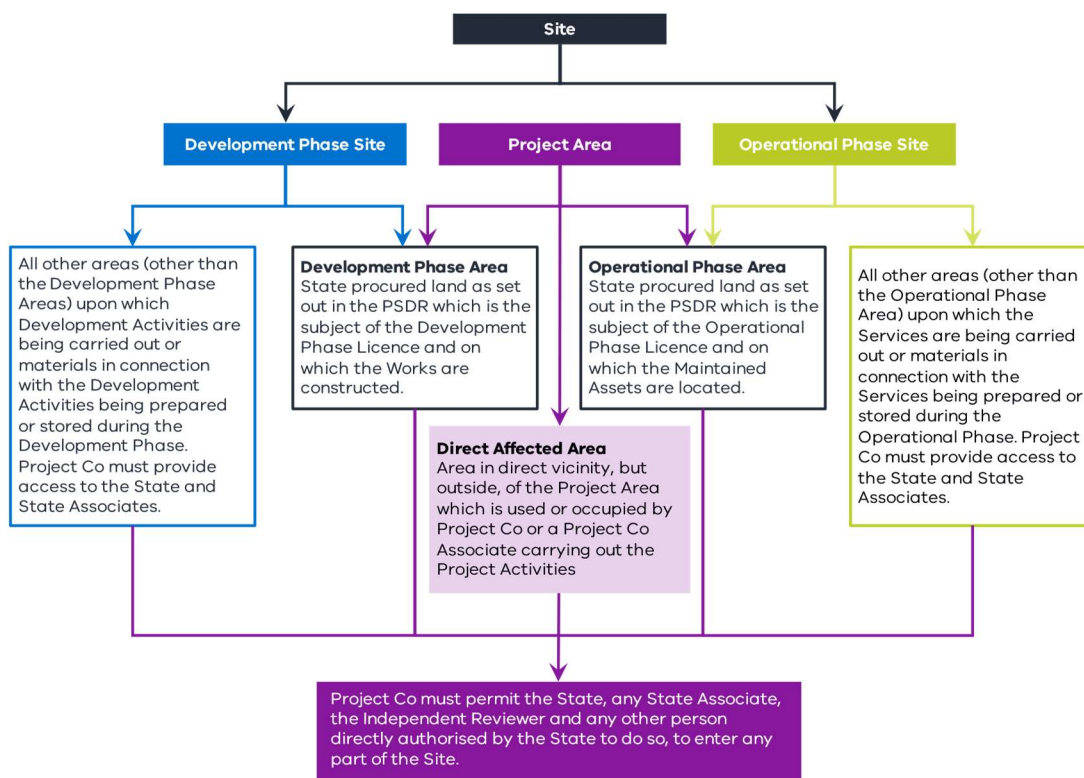 Site
Development Phase Site
Project Area
Operational Phase Site
All other areas (other than
the Development Phase
Areas) upon which
Development Activities are
being carried out or
materials in connection
with the Development
Activities being prepared
or stored during the
Development Phase.
Project Co must provide
access to the State and
State Associates.
Development Phase Area
State procured land as set
out in the PSDR which is the
subject of the Development
Phase Licence and on
which the Works are
constructed.
Operational Phase Area
State procured land as set
out in the PSDR which is the
subject of the Operational
Phase Licence and on
which the Maintained
Assets are located.
All other areas (other than
the Operational Phase
Area) upon which the
Services are being carried
out or materials in
connection with the
Services being prepared or
stored during the
Operational Phase. Project
Co must provide access to
the State and State
Associates.
Direct Affected Area
Area in direct vicinity, but
outside, of the Project Area
which is used or occupied by
Project Co or a Project Co
Associate carrying out the
Project Activities
Project Co must permit the State, any State Associate,
the Independent Reviewer and any other person
directly authorised by the State to do so, to enter any
part of the Site.